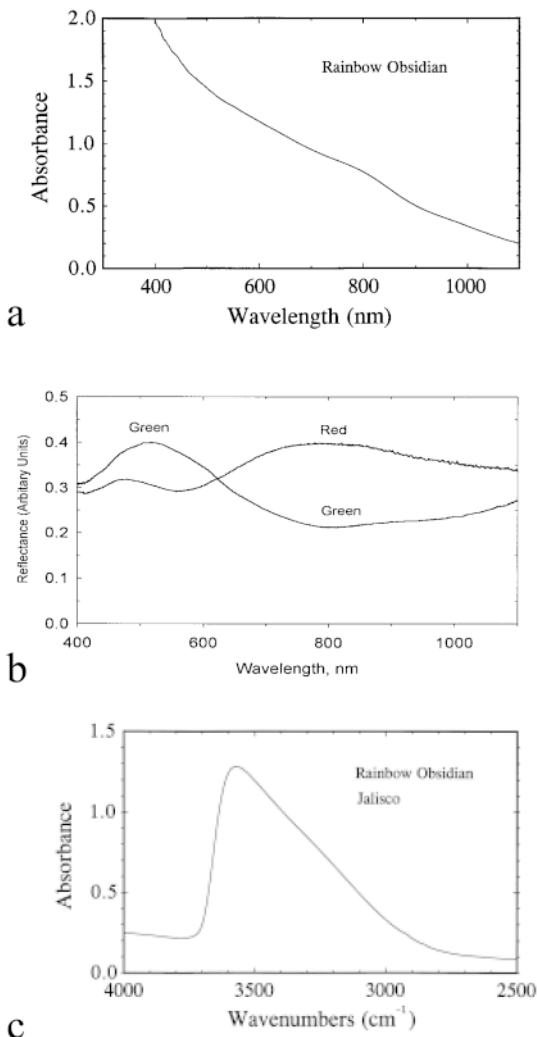 2.0
Rainbow Obsidian
1.5
1.0
0.5
0.0
Absorbance
400 600 800 1000
Wavelength (nm)
a
0.5
Green
Red
0.4
0.3
Green
0.2
0.1
0.0
Reflectance (Arbitary Units)
400 600 800 1000
Wavelength, nm
b
1.5
Rainbow Obsidian
Jalisco
1.0
0.5
0.0
Absorbance
4000 3500 3000 2500
Wavenumbers (cm⁻¹)
c